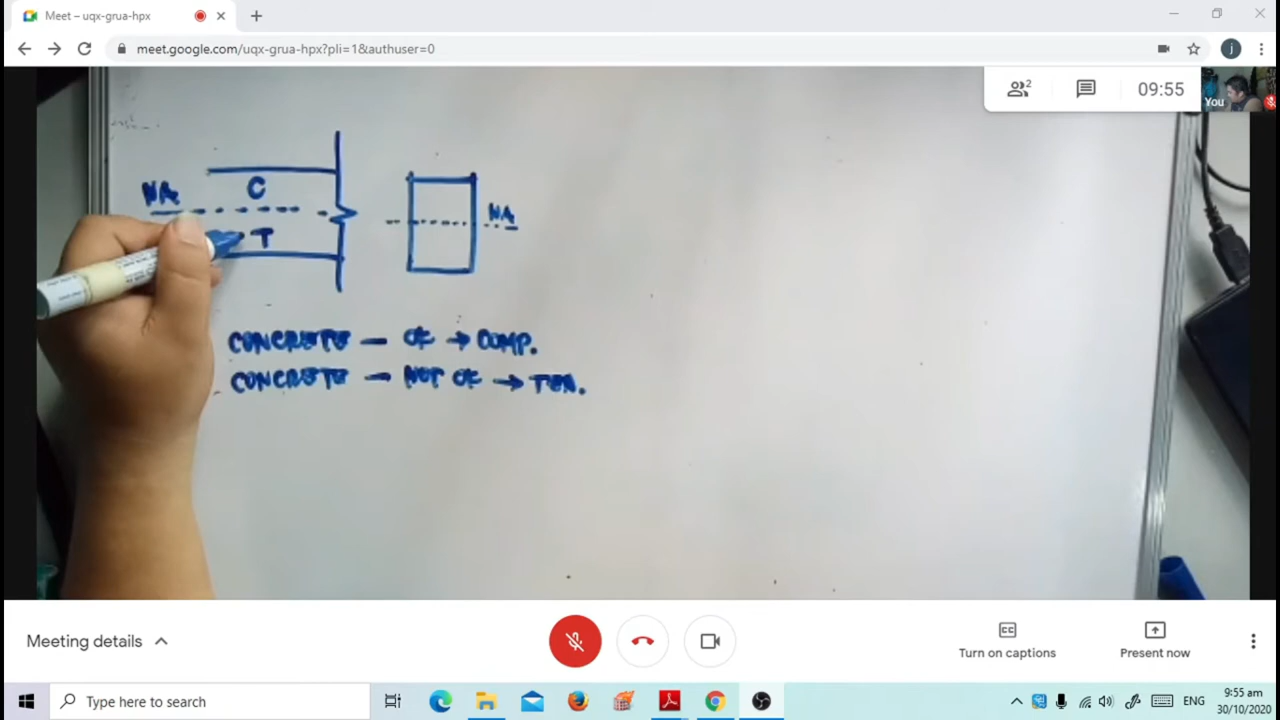 Meet – uqx-grua-hpx
meet.google.com/uqx-grua-hpx?pli=1&authuser=0
j
2
09:55
You
NA
C
T
NA
CONCRETE — OK → COMP.
CONCRETE — NOT OK → TEN.
Meeting details
CC
Turn on captions
Present now
Type here to search
ENG
9:55 am
30/10/2020